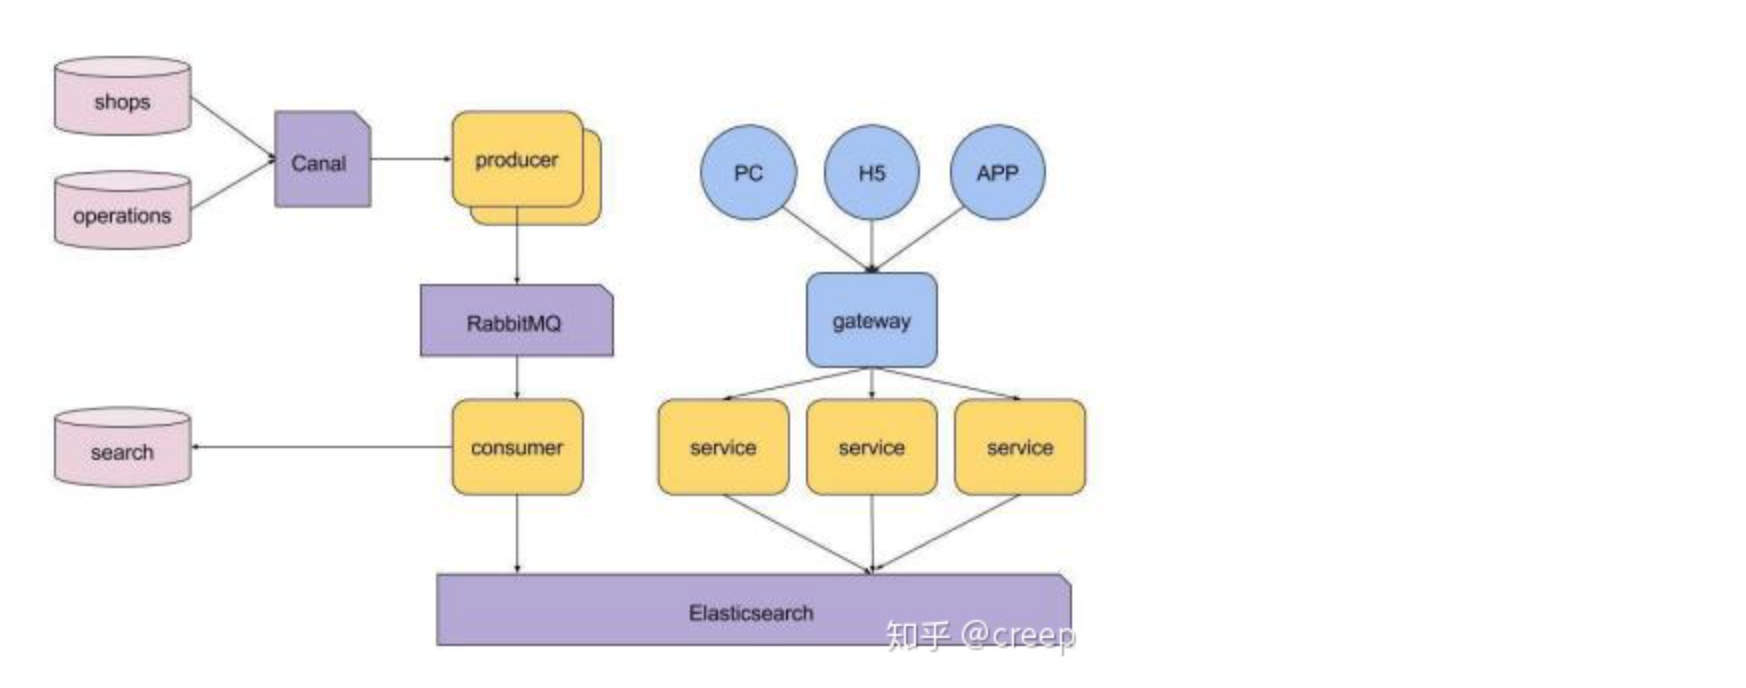 shops
operations
Canal
producer
RabbitMQ
consumer
search
PC
H5
APP
gateway
service
service
service
Elasticsearch
知乎 @creep